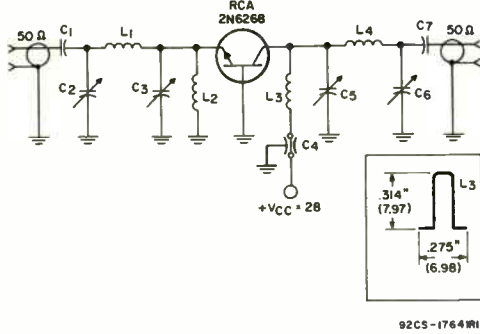 RCA
2N6268
50 Ω
C1
L1
L4
C7
50 Ω
C2
C3
L2
L3
C5
C6
C4
+VCC = 28
L3
.314"
(7.97)
.275"
(6.98)
92CS-17641R1